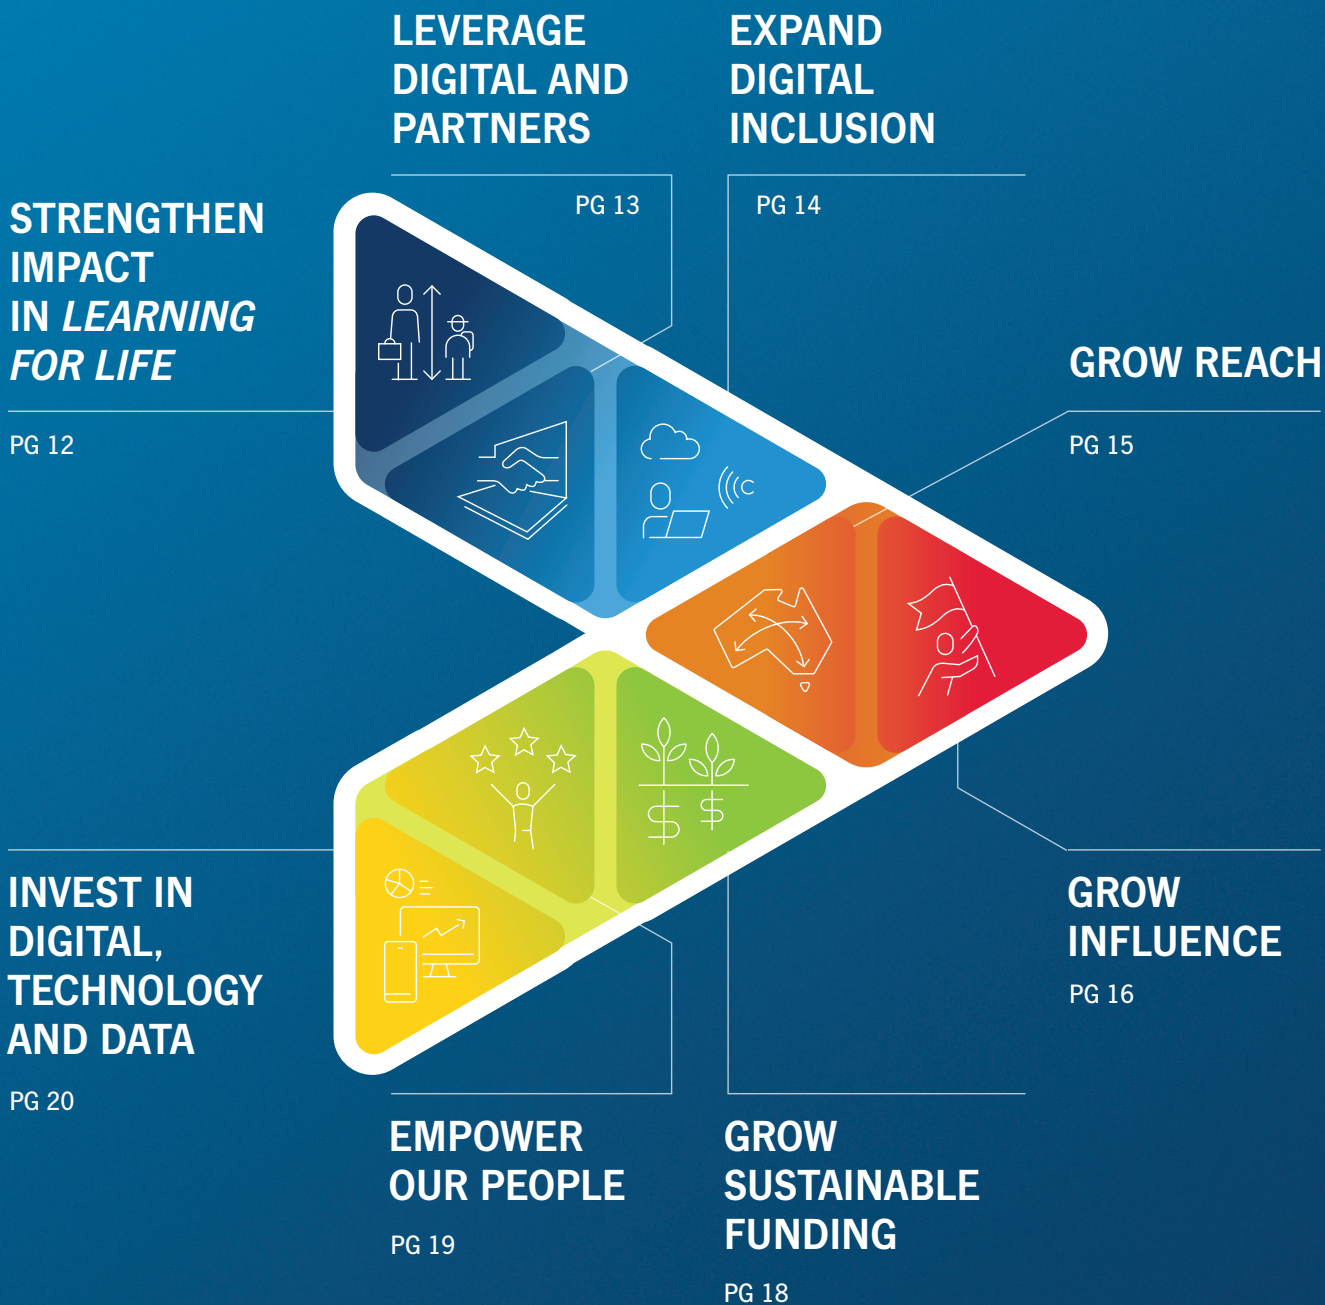 LEVERAGE
DIGITAL AND
PARTNERS
PG 13
EXPAND
DIGITAL
INCLUSION
PG 14
STRENGTHEN
IMPACT
IN LEARNING
FOR LIFE
PG 12
GROW REACH
PG 15
INVEST IN
DIGITAL,
TECHNOLOGY
AND DATA
PG 20
GROW
INFLUENCE
PG 16
EMPOWER
OUR PEOPLE
PG 19
GROW
SUSTAINABLE
FUNDING
PG 18